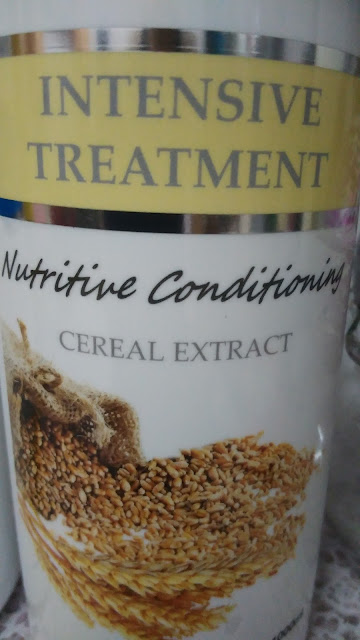 INTENSIVE
TREATMENT
Nutritive Conditioning
CEREAL EXTRACT